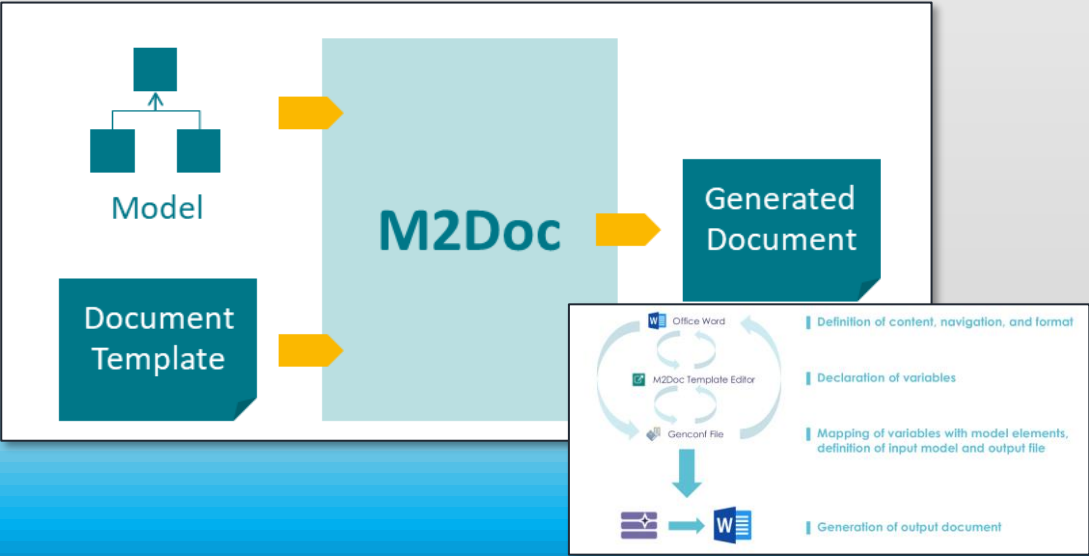 Model
Document
Template
M2Doc
Generated
Document
W Office Word
Definition of content, navigation, and format
M2Doc Template Editor
Declaration of variables
Genconf File
Mapping of variables with model elements,
definition of input model and output file
W
Generation of output document